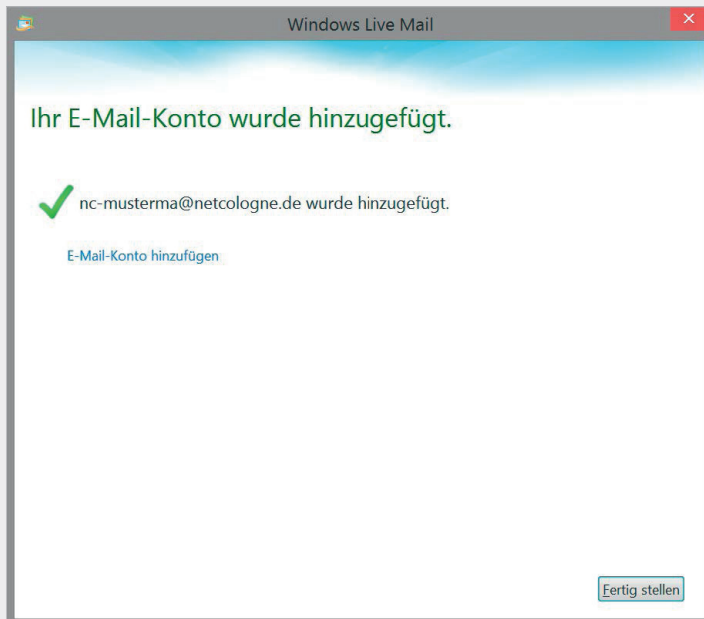 Windows Live Mail
Ihr E-Mail-Konto wurde hinzugefügt.
nc-musterma@netcologne.de wurde hinzugefügt.
E-Mail-Konto hinzufügen
Fertig stellen